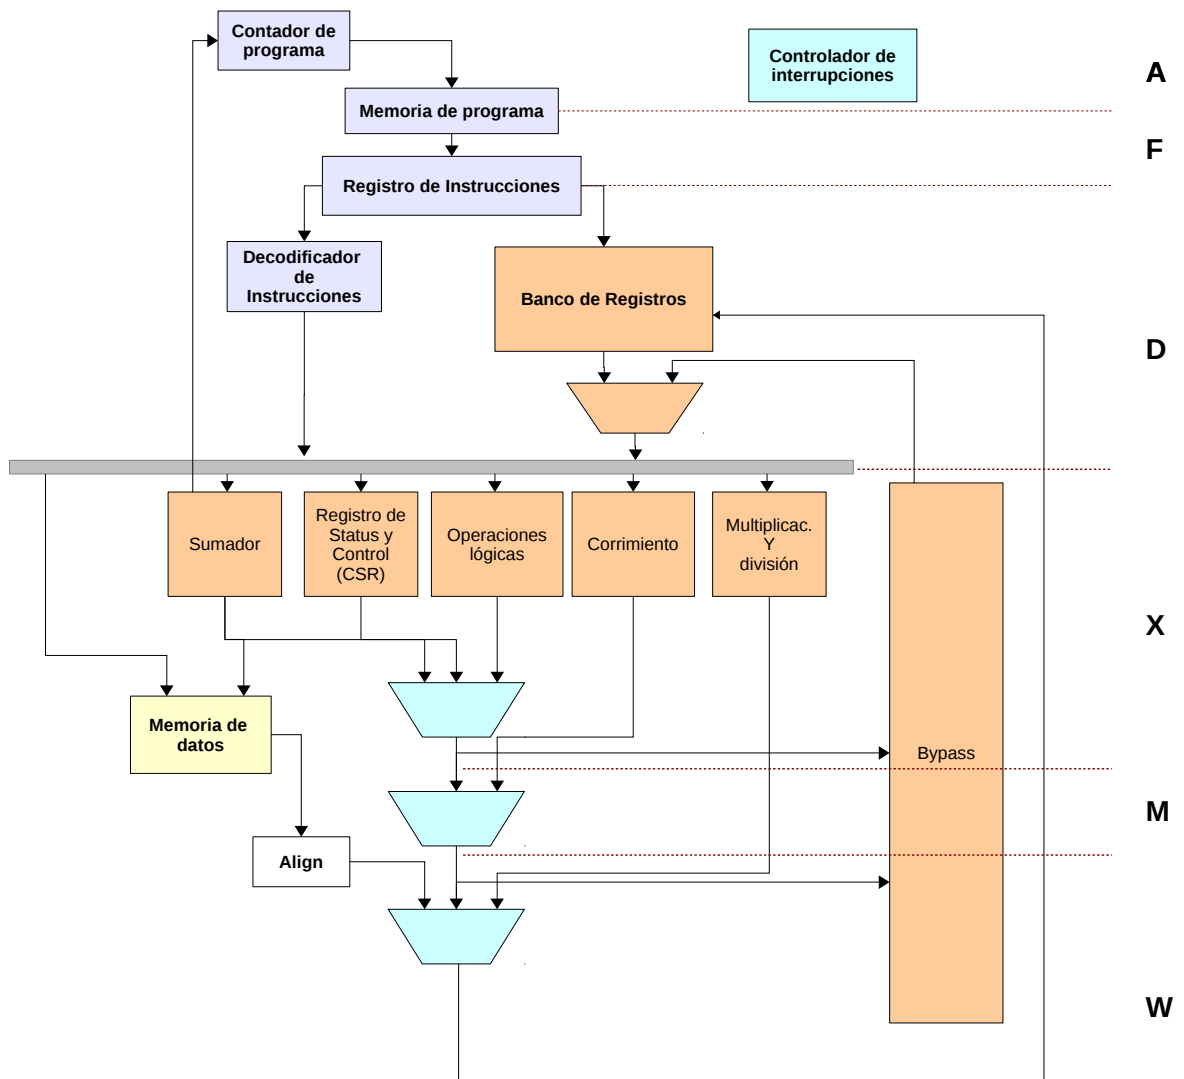 Contador de
programa
Controlador de
interrupciones
A
Memoria de programa
F
Registro de Instrucciones
Decodificador
de
Instrucciones
Banco de Registros
D
Sumador
Registro de
Status y
Control
(CSR)
Operaciones
lógicas
Corrimiento
Multiplicac.
Y
división
X
Memoria de
datos
Bypass
M
Align
W